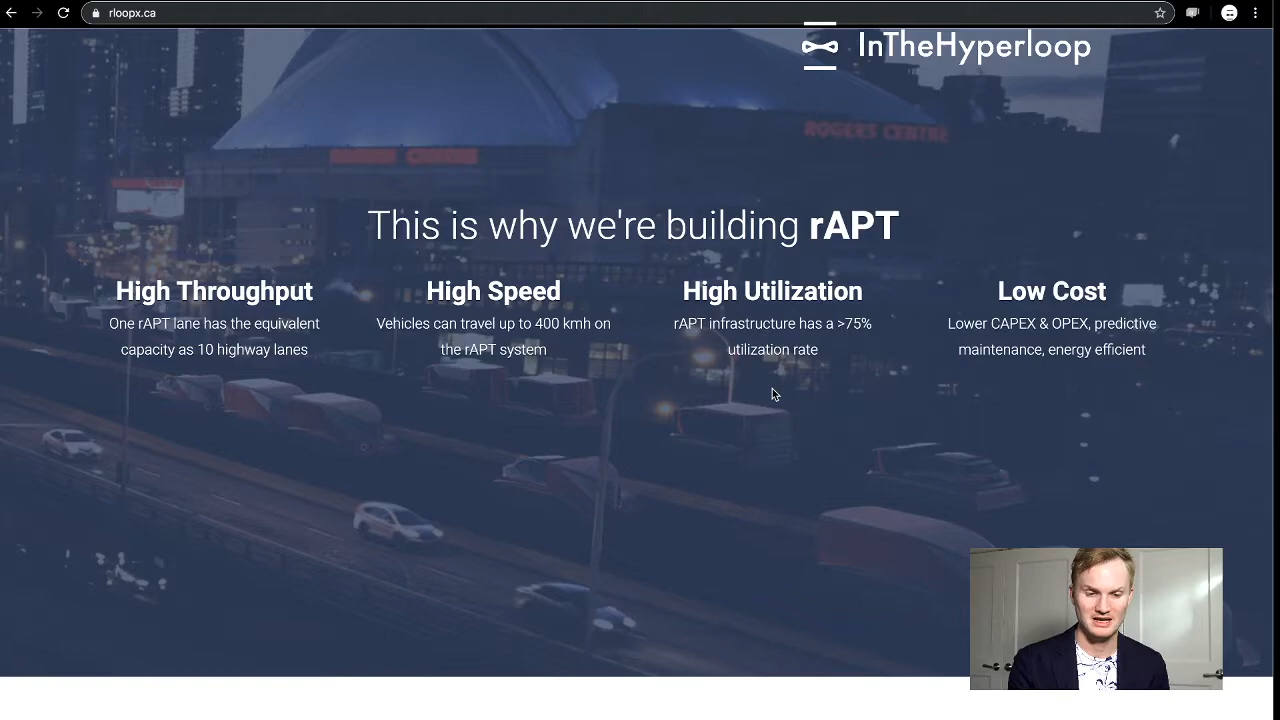 rloopx.ca
InTheHyperloop
ROGERS CENTRE
This is why we're building rAPT
High Throughput
One rAPT lane has the equivalent
capacity as 10 highway lanes
High Speed
Vehicles can travel up to 400 kmh on
the rAPT system
High Utilization
rAPT infrastructure has a >75%
utilization rate
Low Cost
Lower CAPEX & OPEX, predictive
maintenance, energy efficient